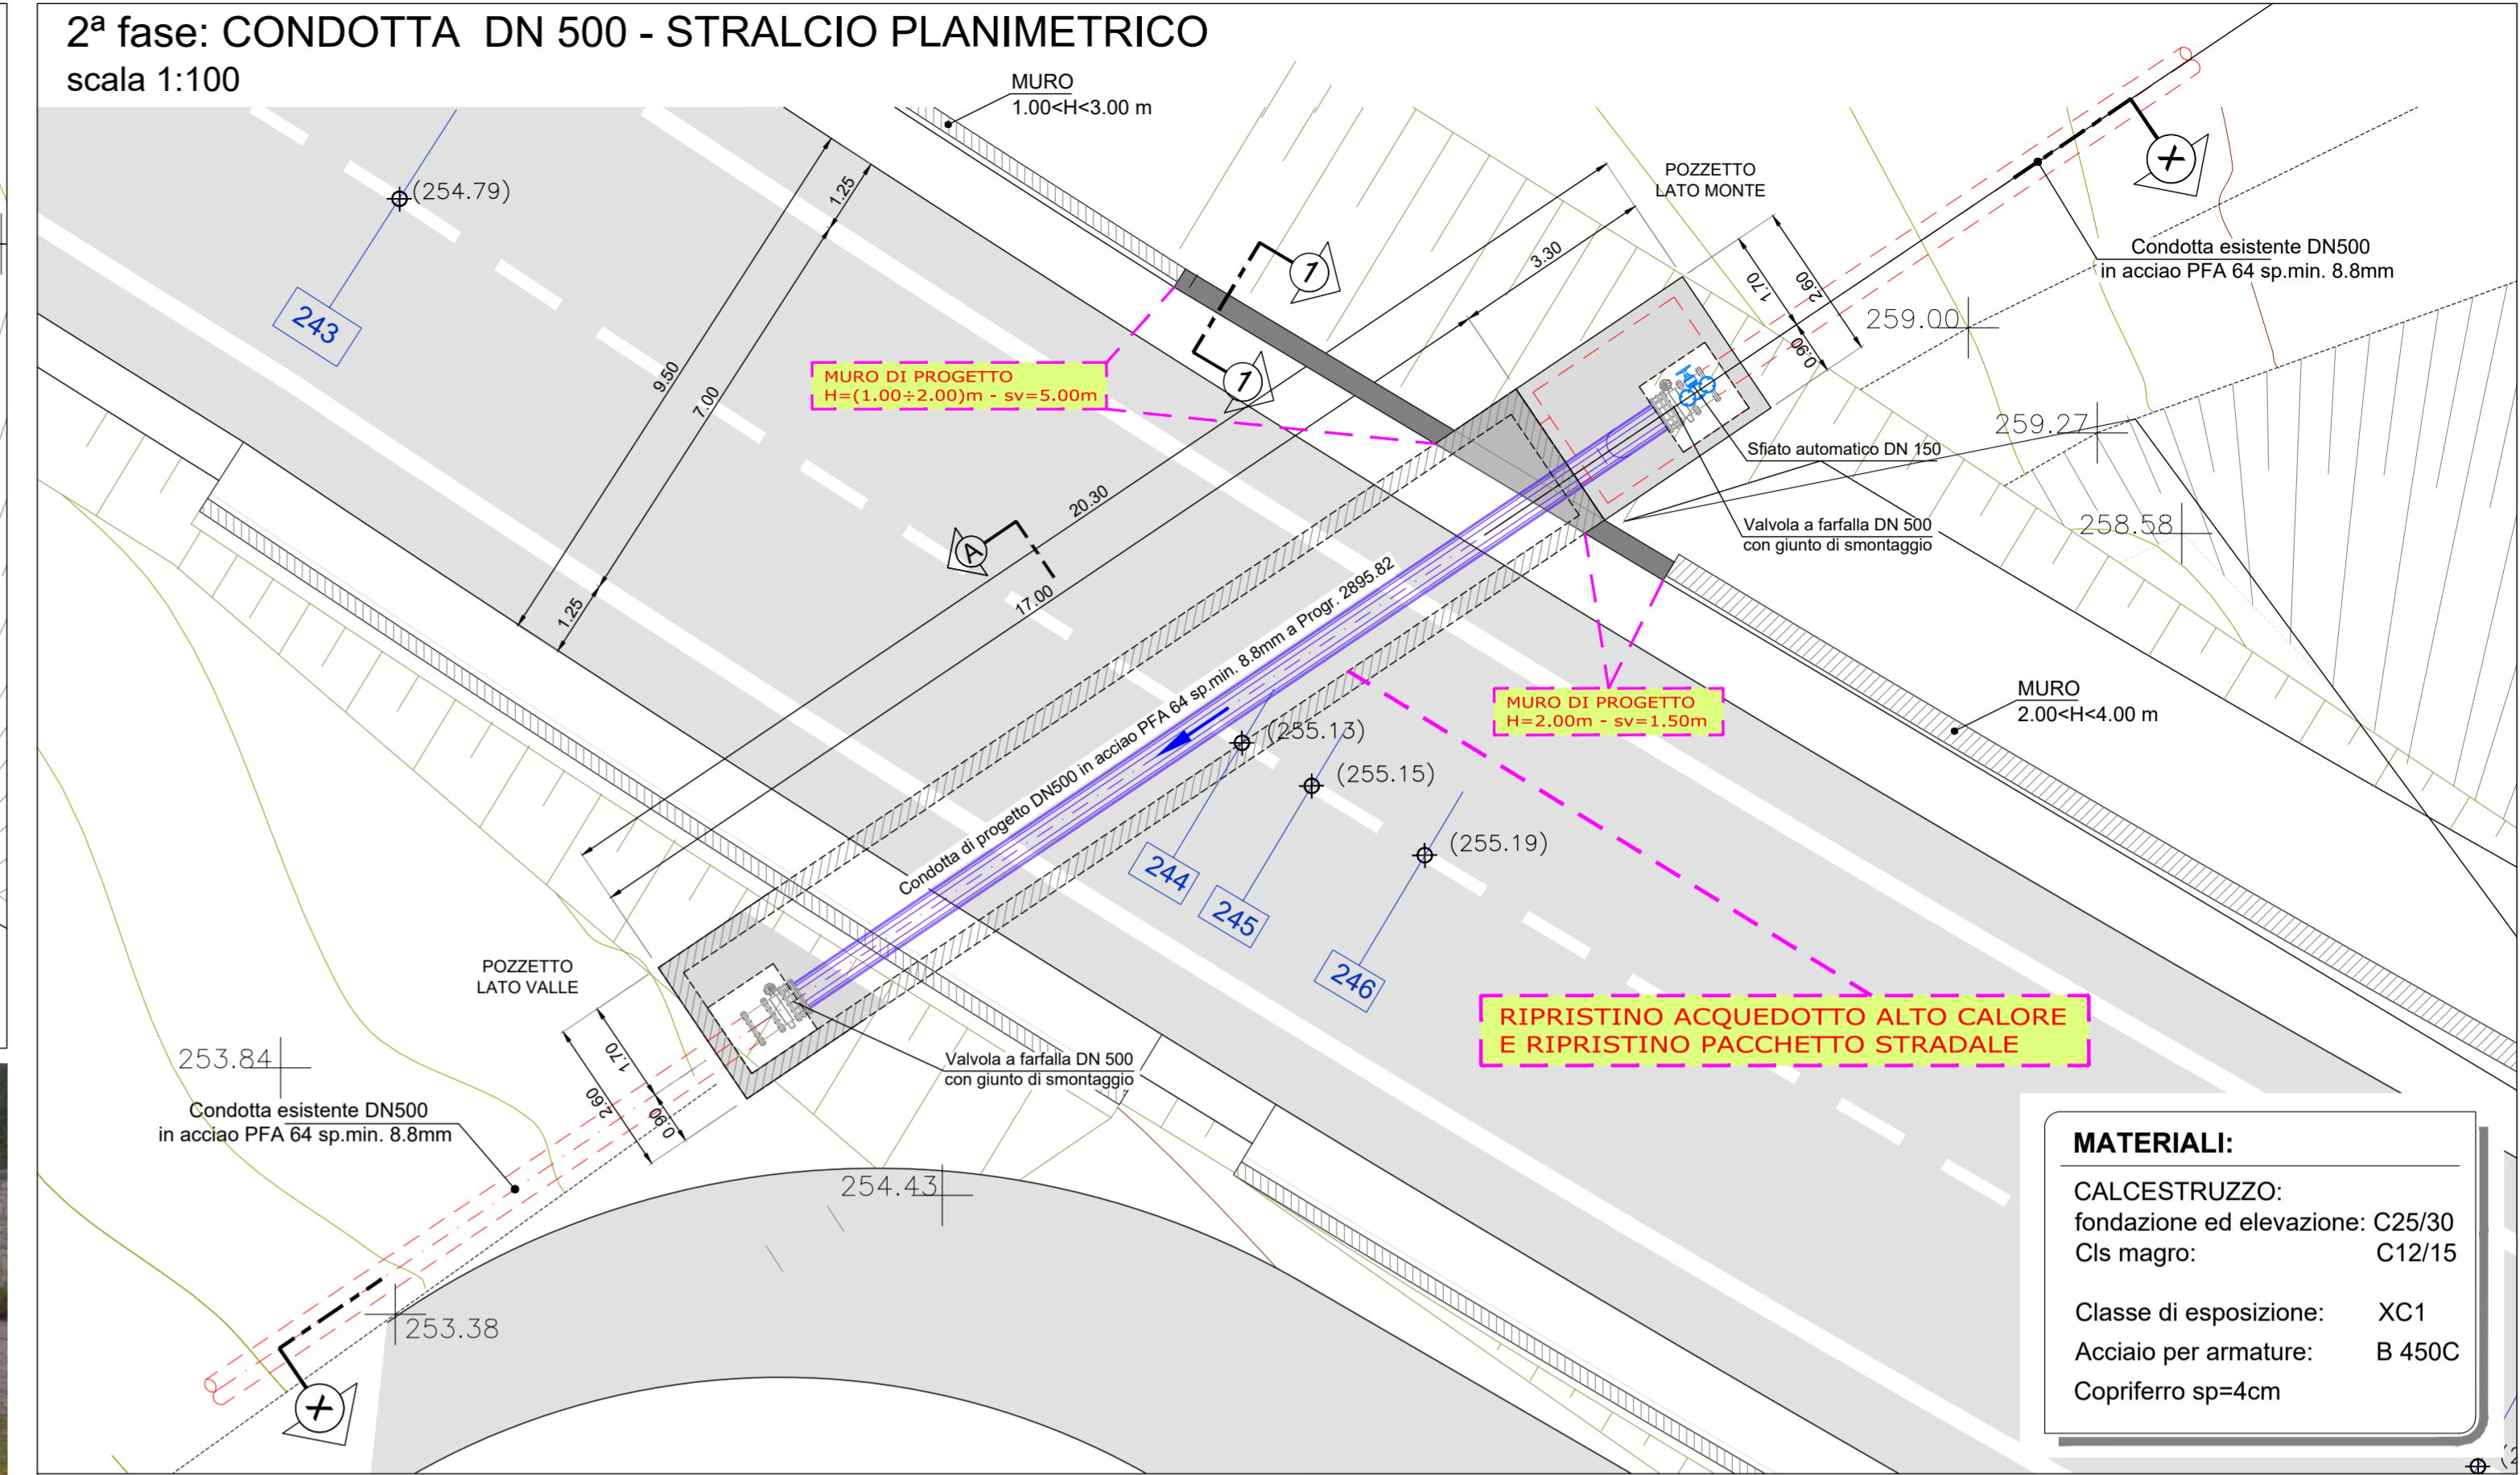 2ª fase: CONDOTTA DN 500 - STRALCIO PLANIMETRICO
scala 1:100
MURO
1.00<H<3.00 m
POZZETTO
LATO MONTE
(254.79)
243
1.25
9.50
7.00
1.25
1
1
3.30
1.70
2.60
0.90
X
Condotta esistente DN500
in acciao PFA 64 sp.min. 8.8mm
259.00
259.27
258.58
MURO DI PROGETTO
H=(1.00÷2.00)m - sv=5.00m
Sfiato automatico DN 150
Valvola a farfalla DN 500
con giunto di smontaggio
20.30
A
17.00
Condotta di progetto DN500 in acciao PFA 64 sp.min. 8.8mm a Progr. 2895.82
MURO DI PROGETTO
H=2.00m - sv=1.50m
MURO
2.00<H<4.00 m
(255.13)
(255.15)
(255.19)
244
245
246
RIPRISTINO ACQUEDOTTO ALTO CALORE
E RIPRISTINO PACCHETTO STRADALE
POZZETTO
LATO VALLE
253.84
1.70
2.60
0.90
Valvola a farfalla DN 500
con giunto di smontaggio
Condotta esistente DN500
in acciao PFA 64 sp.min. 8.8mm
254.43
253.38
X
MATERIALI:
CALCESTRUZZO:
fondazione ed elevazione: C25/30
Cls magro: C12/15
Classe di esposizione: XC1
Acciaio per armature: B 450C
Copriferro sp=4cm